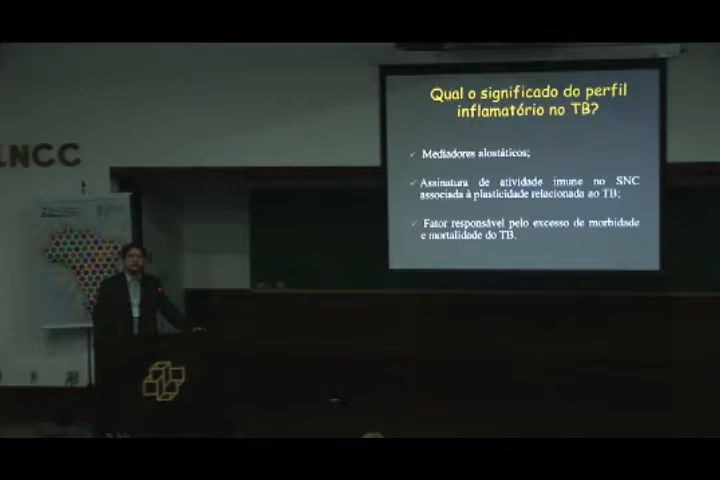 LNCC
Qual o significado do perfil
inflamatório no TB?
✓ Mediadores alostáticos;
✓ Assinatura de atividade imune no SNC
associada à plasticidade relacionada ao TB;
✓ Fator responsável pelo excesso de morbidade
e mortalidade do TB.